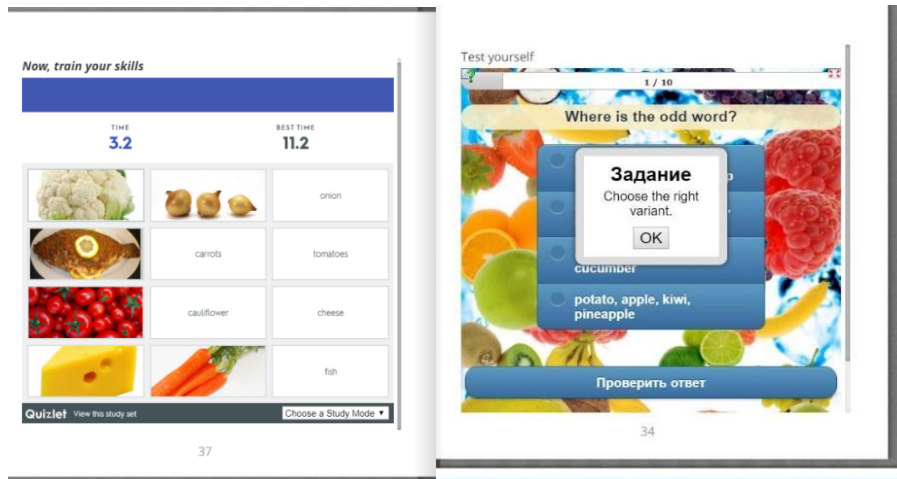 Now, train your skills
TIME
3.2
BEST TIME
11.2
onion
carrots
tomatoes
cauliflower
cheese
fish
Quizlet View this study set
Choose a Study Mode
37
Test yourself
1 / 10
Where is the odd word?
Задание
Choose the right
variant.
OK
cucumber
potato, apple, kiwi,
pineapple
Проверить ответ
34